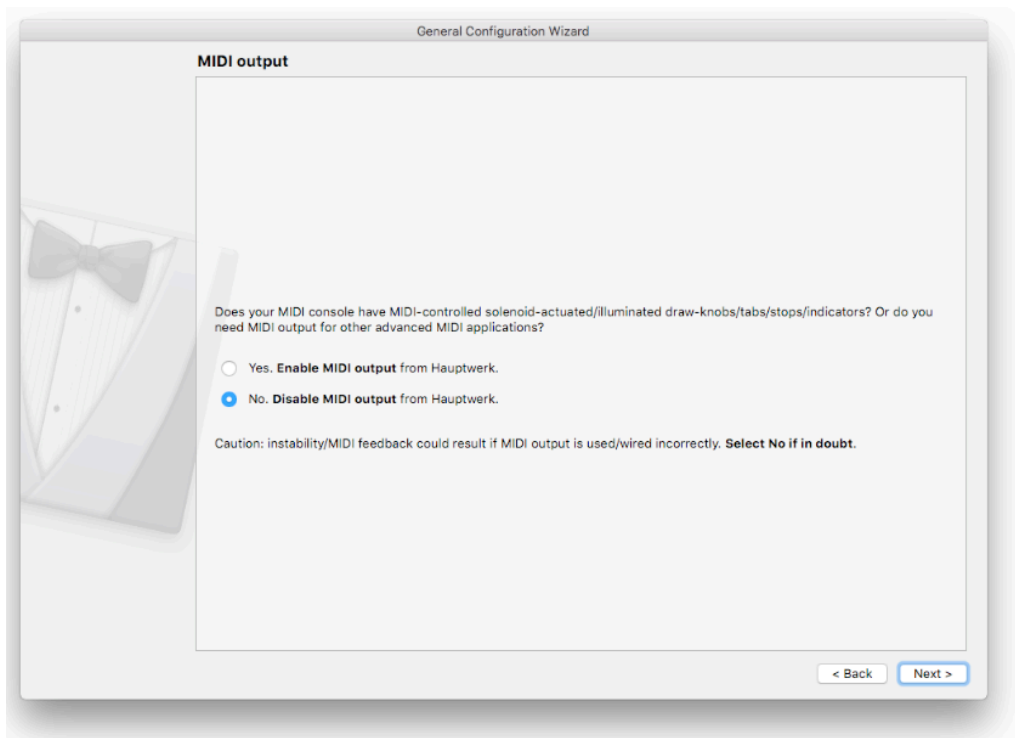 General Configuration Wizard
MIDI output
Does your MIDI console have MIDI-controlled solenoid-actuated/illuminated draw-knobs/tabs/stops/indicators? Or do you
need MIDI output for other advanced MIDI applications?
Yes. Enable MIDI output from Hauptwerk.
No. Disable MIDI output from Hauptwerk.
Caution: instability/MIDI feedback could result if MIDI output is used/wired incorrectly. Select No if in doubt.
< Back Next >